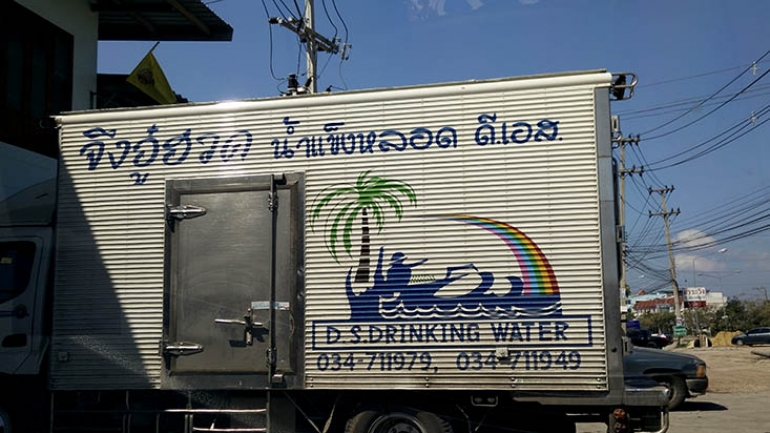 จึงฮู่ฮวด น้ำแข็งหลอด ดี.เอส.
D.S.DRINKING WATER
034-711979, 034-711949